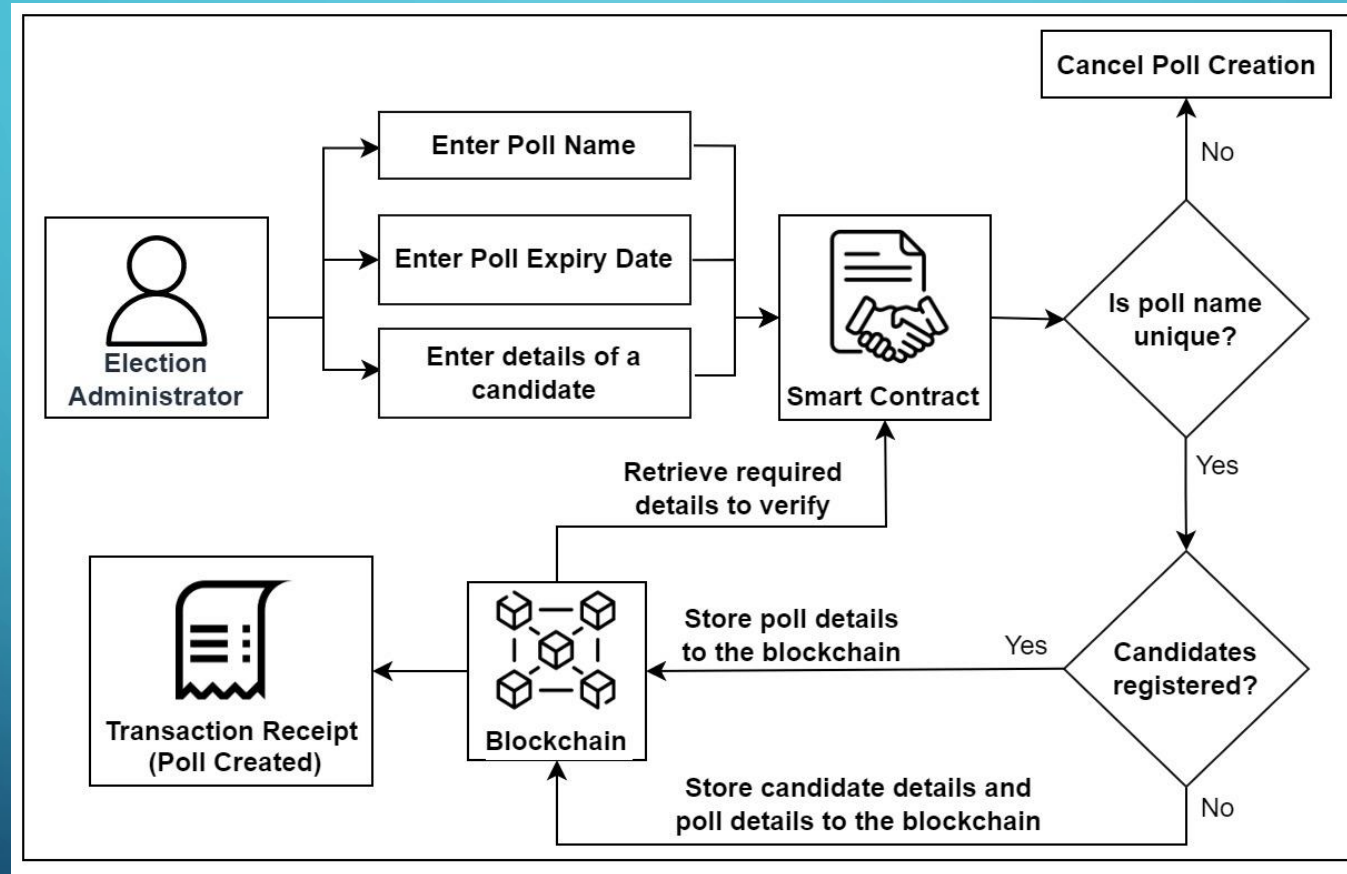 Cancel Poll Creation
No
Enter Poll Name
Enter Poll Expiry Date
Enter details of a
candidate
Election
Administrator
Smart Contract
Is poll name
unique?
Yes
Retrieve required
details to verify
Store poll details
to the blockchain
Yes
Candidates
registered?
Transaction Receipt
(Poll Created)
Blockchain
Store candidate details and
poll details to the blockchain
No